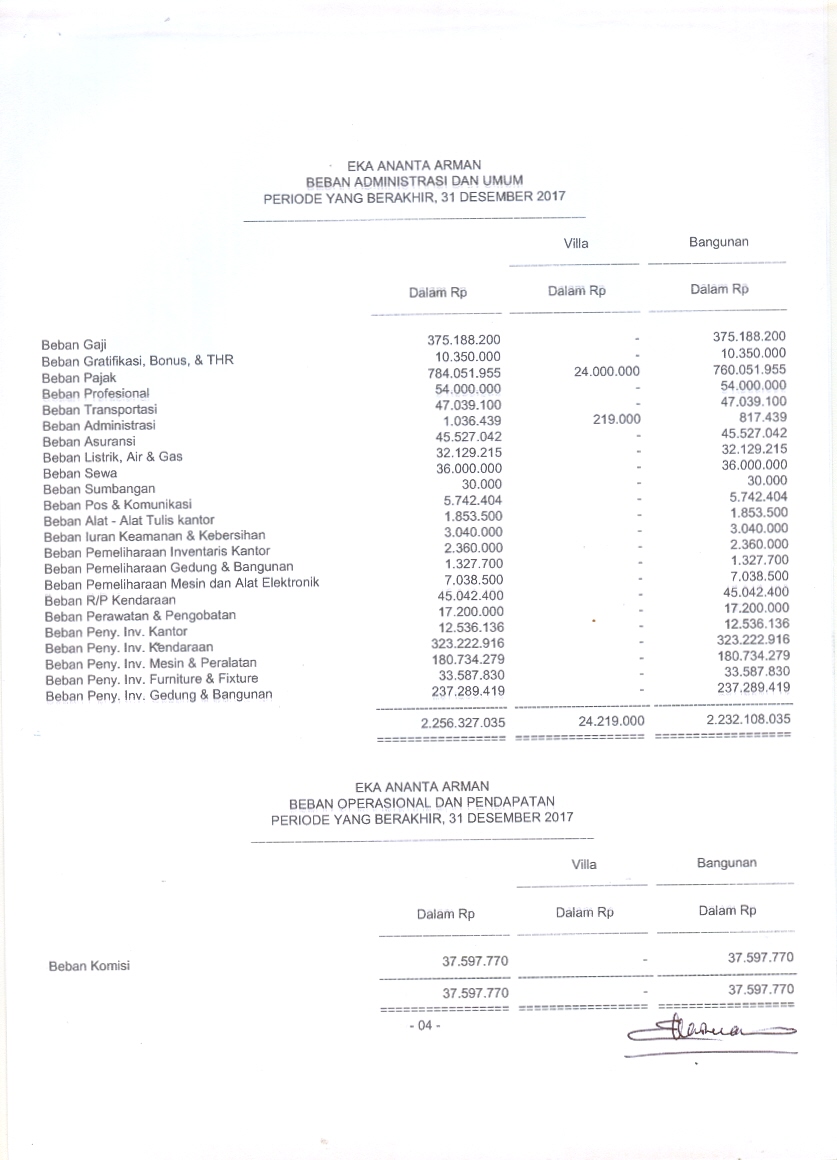 EKA ANANTA ARMAN
BEBAN ADMINISTRASI DAN UMUM
PERIODE YANG BERAKHIR, 31 DESEMBER 2017
Villa Bangunan
Dalam Rp Dalam Rp Dalam Rp
Beban Gaji 375.188.200 - 375.188.200
Beban Gratifikasi, Bonus, & THR 10.350.000 - 10.350.000
Beban Pajak 784.051.955 24.000.000 760.051.955
Beban Profesional 54.000.000 - 54.000.000
Beban Transportasi 47.039.100 - 47.039.100
Beban Administrasi 1.036.439 219.000 817.439
Beban Asuransi 45.527.042 - 45.527.042
Beban Listrik, Air & Gas 32.129.215 - 32.129.215
Beban Sewa 36.000.000 - 36.000.000
Beban Sumbangan 30.000 - 30.000
Beban Pos & Komunikasi 5.742.404 - 5.742.404
Beban Alat - Alat Tulis kantor 1.853.500 - 1.853.500
Beban Iuran Keamanan & Kebersihan 3.040.000 - 3.040.000
Beban Pemeliharaan Inventaris Kantor 2.360.000 - 2.360.000
Beban Pemeliharaan Gedung & Bangunan 1.327.700 - 1.327.700
Beban Pemeliharaan Mesin dan Alat Elektronik 7.038.500 - 7.038.500
Beban R/P Kendaraan 45.042.400 - 45.042.400
Beban Perawatan & Pengobatan 17.200.000 - 17.200.000
Beban Peny. Inv. Kantor 12.536.136 - 12.536.136
Beban Peny. Inv. Kendaraan 323.222.916 - 323.222.916
Beban Peny. Inv. Mesin & Peralatan 180.734.279 - 180.734.279
Beban Peny. Inv. Furniture & Fixture 33.587.830 - 33.587.830
Beban Peny. Inv. Gedung & Bangunan 237.289.419 - 237.289.419
2.256.327.035 24.219.000 2.232.108.035
EKA ANANTA ARMAN
BEBAN OPERASIONAL DAN PENDAPATAN
PERIODE YANG BERAKHIR, 31 DESEMBER 2017
Villa Bangunan
Dalam Rp Dalam Rp Dalam Rp
Beban Komisi 37.597.770 - 37.597.770
37.597.770 - 37.597.770
- 04 -